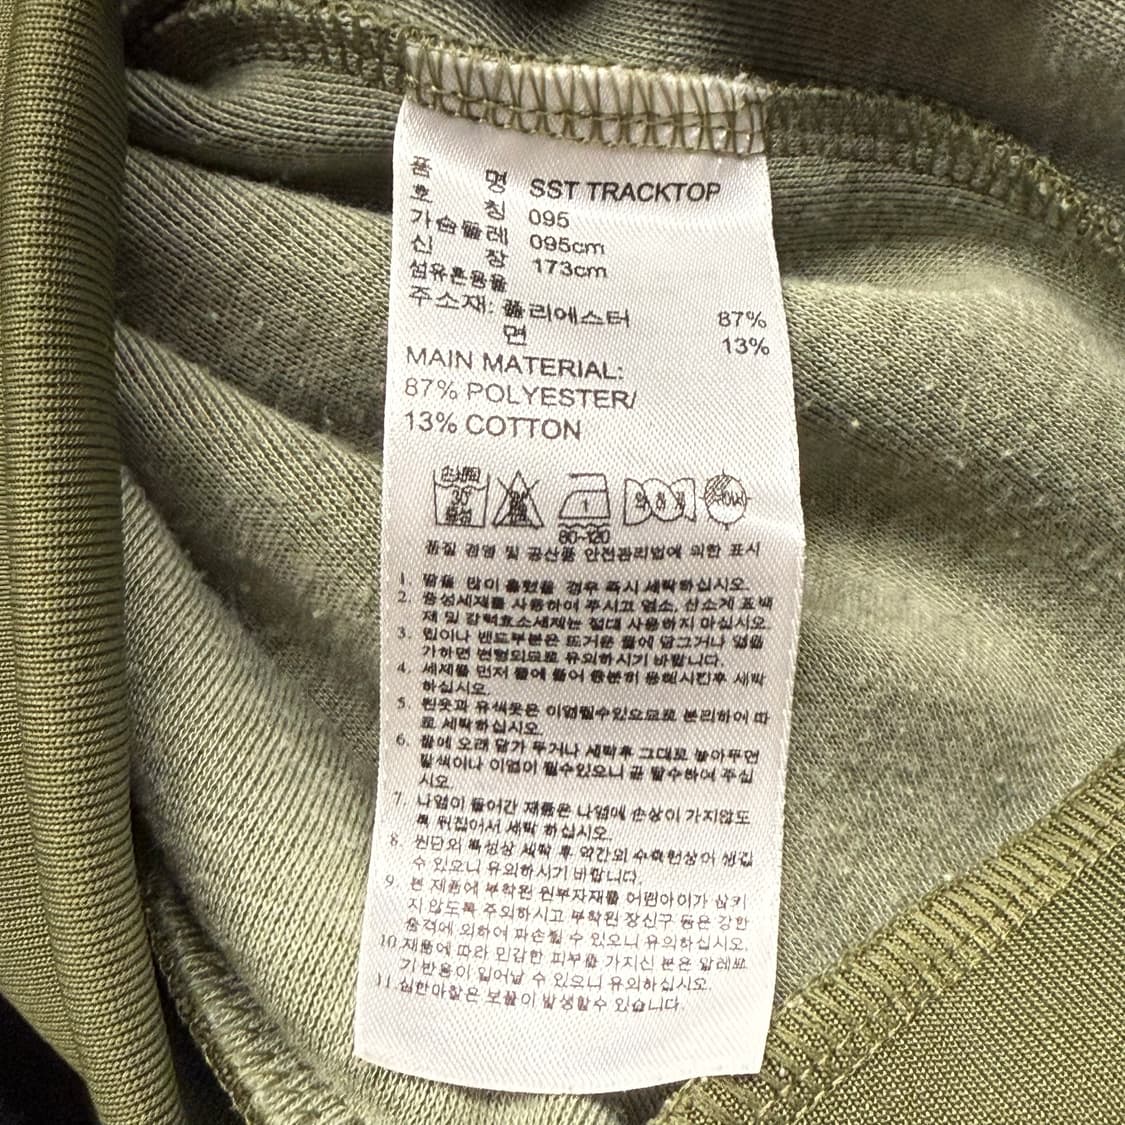 품 명 SST TRACKTOP
호 칭 095
가슴둘레 095cm
신 장 173cm
섬유혼용율
주소재: 폴리에스터 87%
면 13%
MAIN MATERIAL:
87% POLYESTER/
13% COTTON
손세탁
30°
중성
1
80~120
품질 경영 및 공산품 안전관리법에 의한 표시
1. 땀을 많이 흘렸을 경우 즉시 세탁하십시오.
2. 중성세제를 사용하여 주시고 염소, 산소계 표백
제 및 강력효소세제는 절대 사용하지 마십시오.
3. 립이나 밴드부분은 뜨거운 물에 담그거나 열을
가하면 변형되므로 유의하시기 바랍니다.
4. 세제를 먼저 물에 풀어 충분히 용해시킨후 세탁
하십시오.
5. 흰옷과 유색옷은 이염될수있으므로 분리하여 따
로 세탁하십시오.
6. 물에 오래 담가 두거나 세탁후 그대로 놓아두면
탈색이나 이염이 될수있으니 곧 탈수하여 주십
시오.
7. 나염이 들어간 제품은 나염에 손상이 가지않도
록 뒤집어서 세탁 하십시오.
8. 원단의 특성상 세탁 후 약간의 수축현상이 생길
수 있으니 유의하시기 바랍니다.
9. 본 제품에 부착된 원부자재를 어린아이가 삼키
지 않도록 주의하시고 부착된 장신구 등은 강한
충격에 의하여 파손될 수 있으니 유의하십시오.
10.제품에 따라 민감한 피부를 가지신 분은 알레르
기 반응이 일어날 수 있으니 유의하십시오.
11.심한마찰은 보풀이 발생할수 있습니다.